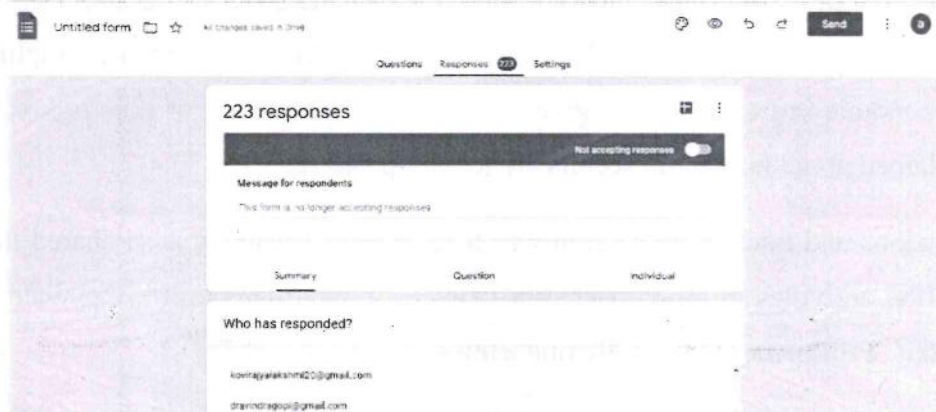 Untitled form
All changes saved in Drive
Send
a
Questions Responses 223 Settings
223 responses
Not accepting responses
Message for respondents
This form is no longer accepting responses
Summary Question Individual
Who has responded?
kovirajyalakshmi20@gmail.com
dravindragopi@gmail.com